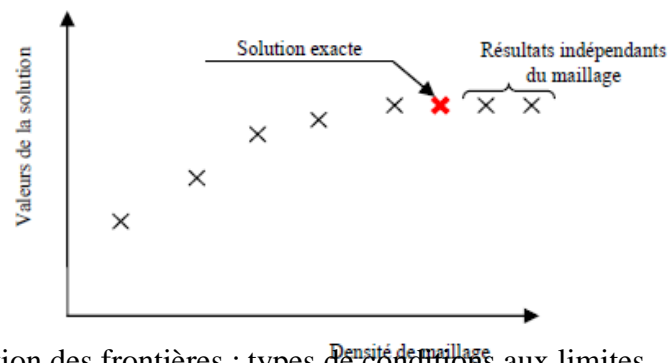 Solution exacte
Résultats indépendants
du maillage
Valeurs de la solution
Densité de maillage
tion des frontières : types de conditions aux limites